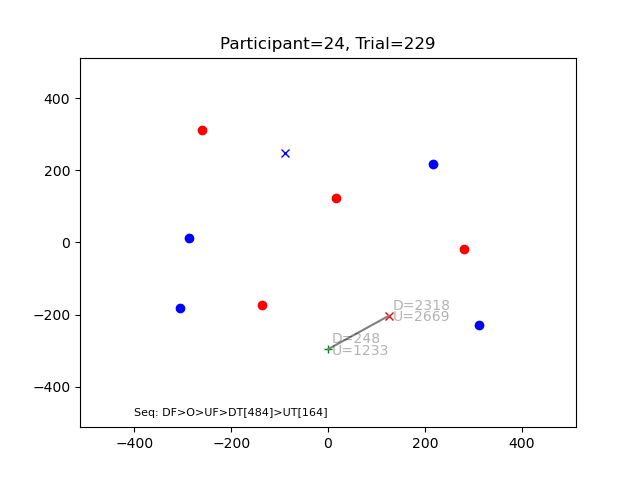 Participant=24, Trial=229
400
200
0
−200
−400
D=2318
U=2669
D=248
U=1233
Seq: DF>O>UF>DT[484]>UT[164]
−400
−200
0
200
400